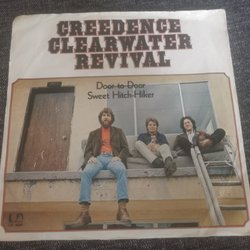 CREEDENCE
CLEARWATER
REVIVAL
Door to Door
Sweet Hitch-Hiker